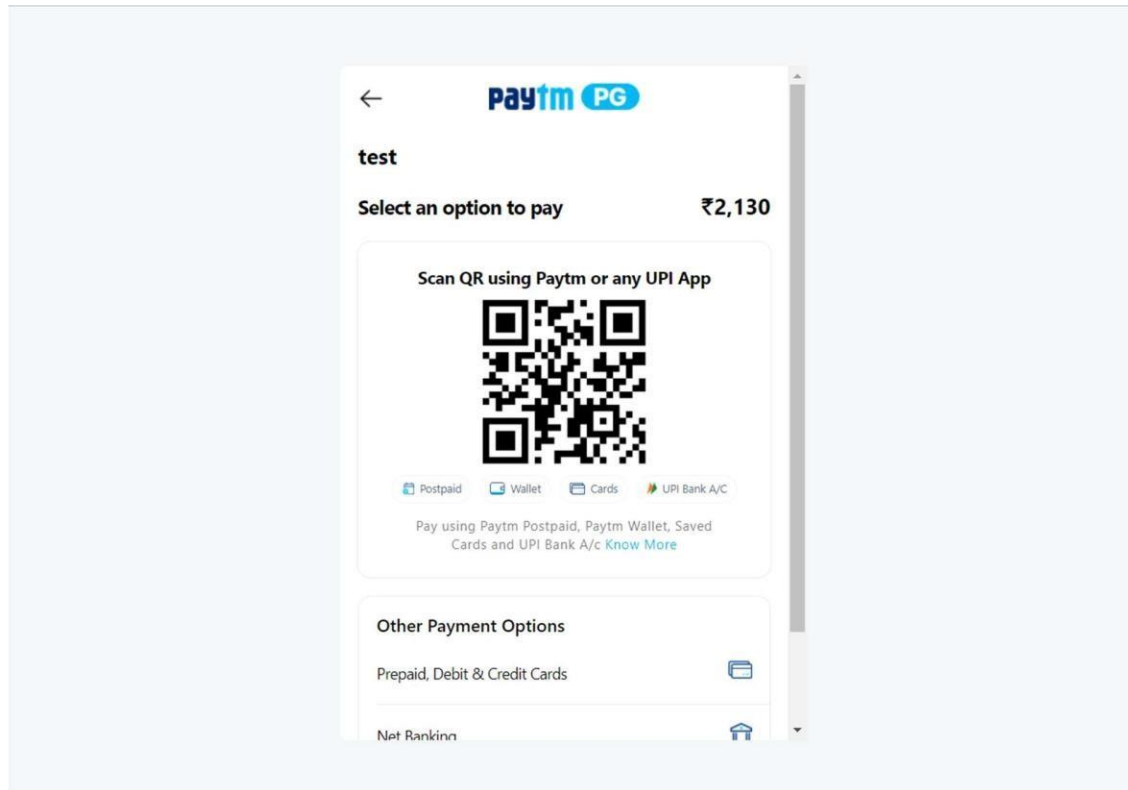 paytm PG
test
Select an option to pay ₹2,130
Scan QR using Paytm or any UPI App
Postpaid Wallet Cards UPI Bank A/C
Pay using Paytm Postpaid, Paytm Wallet, Saved
Cards and UPI Bank A/c Know More
Other Payment Options
Prepaid, Debit & Credit Cards
Net Banking